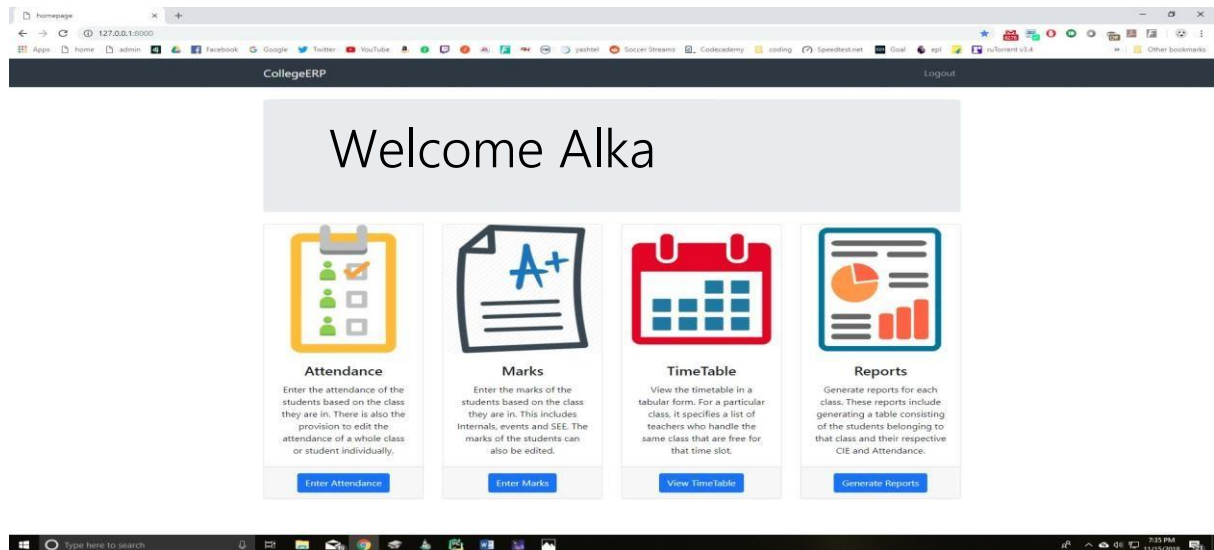 homepage
127.0.0.1:8000
Apps home admin Facebook Google Twitter YouTube yashtel Soccer Streams Codecademy coding Speedtest.net Goal epl ruTorrent v3.4 Other bookmarks
CollegeERP Logout
Welcome Alka
A+
Attendance
Enter the attendance of the
students based on the class
they are in. There is also the
provision to edit the
attendance of a whole class
or student individually.
Enter Attendance
Marks
Enter the marks of the
students based on the class
they are in. This includes
Internals, events and SEE. The
marks of the students can
also be edited.
Enter Marks
TimeTable
View the timetable in a
tabular form. For a particular
class, it specifies a list of
teachers who handle the
same class that are free for
that time slot.
View TimeTable
Reports
Generate reports for each
class. These reports include
generating a table consisting
of the students belonging to
that class and their respective
CIE and Attendance.
Generate Reports
Type here to search
7:35 PM
11/15/2018